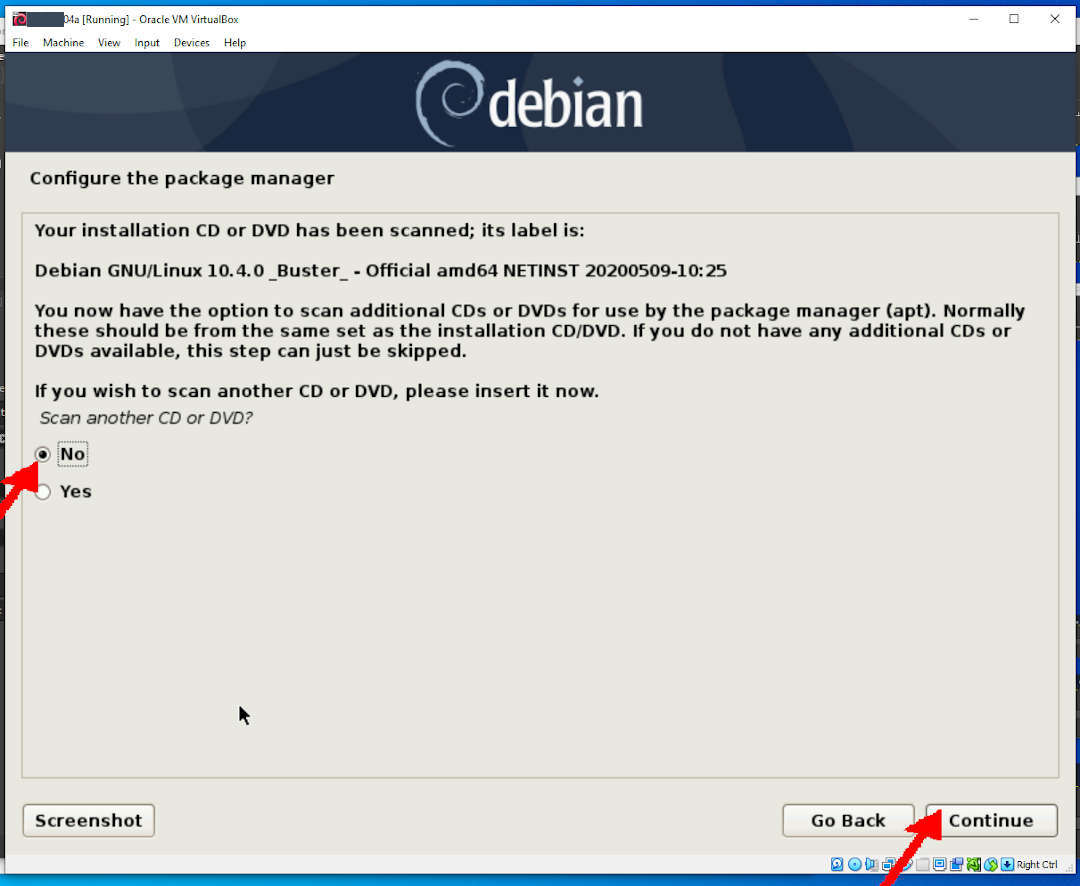 04a [Running] - Oracle VM VirtualBox
File Machine View Input Devices Help
debian
Configure the package manager
Your installation CD or DVD has been scanned; its label is:
Debian GNU/Linux 10.4.0 _Buster_ - Official amd64 NETINST 20200509-10:25
You now have the option to scan additional CDs or DVDs for use by the package manager (apt). Normally
these should be from the same set as the installation CD/DVD. If you do not have any additional CDs or
DVDs available, this step can just be skipped.
If you wish to scan another CD or DVD, please insert it now.
Scan another CD or DVD?
No
Yes
Screenshot
Go Back
Continue
Right Ctrl